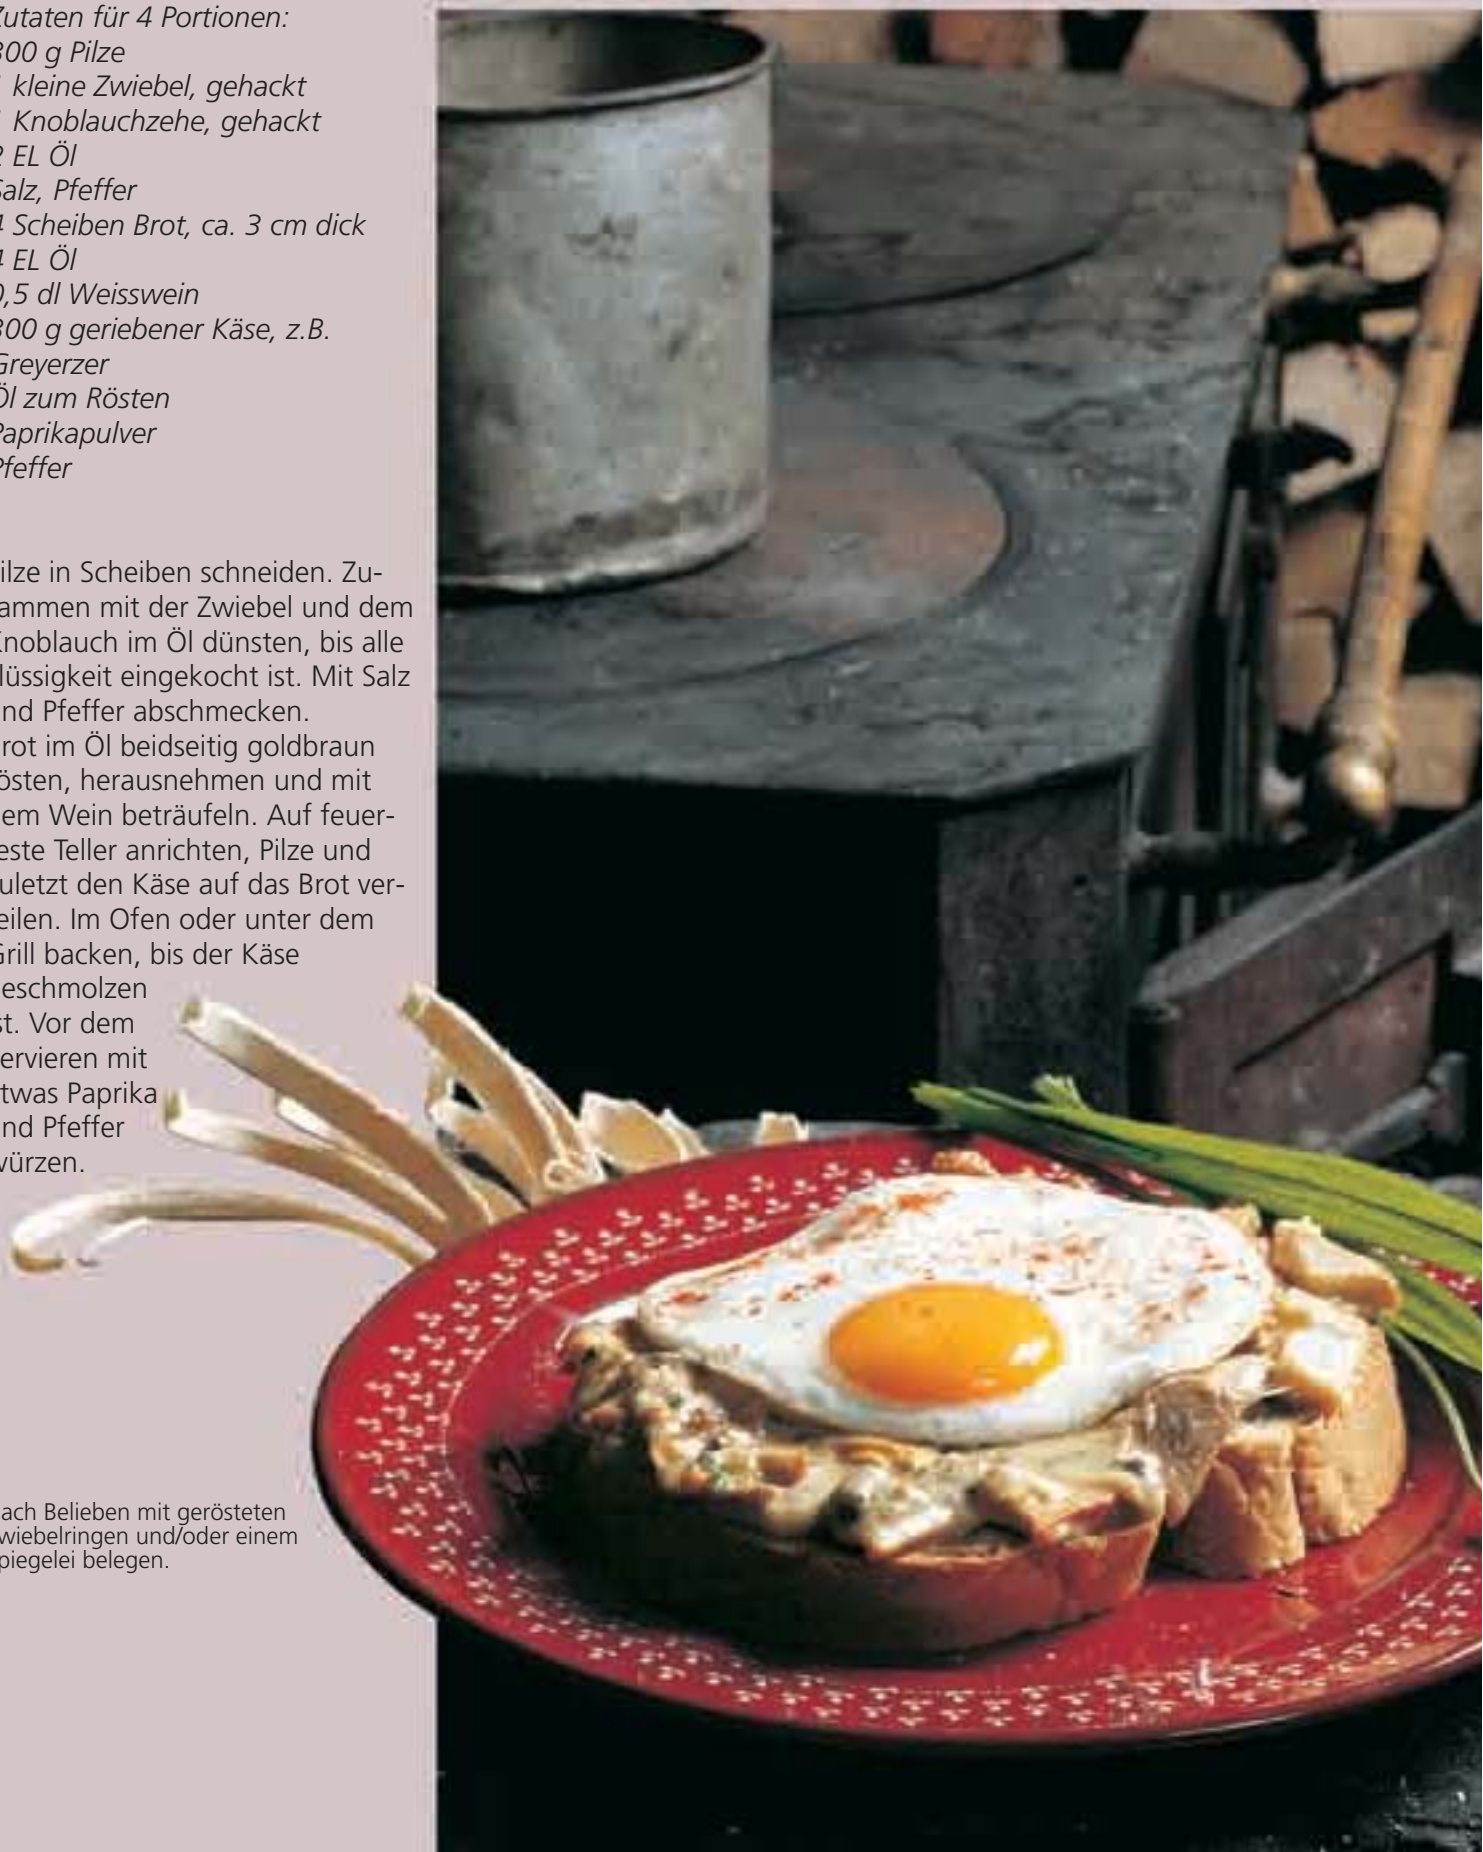 Zutaten für 4 Portionen:
300 g Pilze
kleine Zwiebel, gehackt
Knoblauchzehe, gehackt
2 EL Öl
Salz, Pfeffer
4 Scheiben Brot, ca. 3 cm dick
4 EL Öl
0,5 dl Weisswein
300 g geriebener Käse, z.B.
Greyerzer
Öl zum Rösten
Paprikapulver
Pfeffer
ilze in Scheiben schneiden. Zu-
ammen mit der Zwiebel und dem
Knoblauch im Öl dünsten, bis alle
lüssigkeit eingekocht ist. Mit Salz
nd Pfeffer abschmecken.
rot im Öl beidseitig goldbraun
östen, herausnehmen und mit
em Wein beträufeln. Auf feuer-
este Teller anrichten, Pilze und
uletzt den Käse auf das Brot ver-
eilen. Im Ofen oder unter dem
Grill backen, bis der Käse
eschmolzen
st. Vor dem
ervieren mit
twas Paprika
nd Pfeffer
würzen.
ach Belieben mit gerösteten
wiebelringen und/oder einem
piegelei belegen.